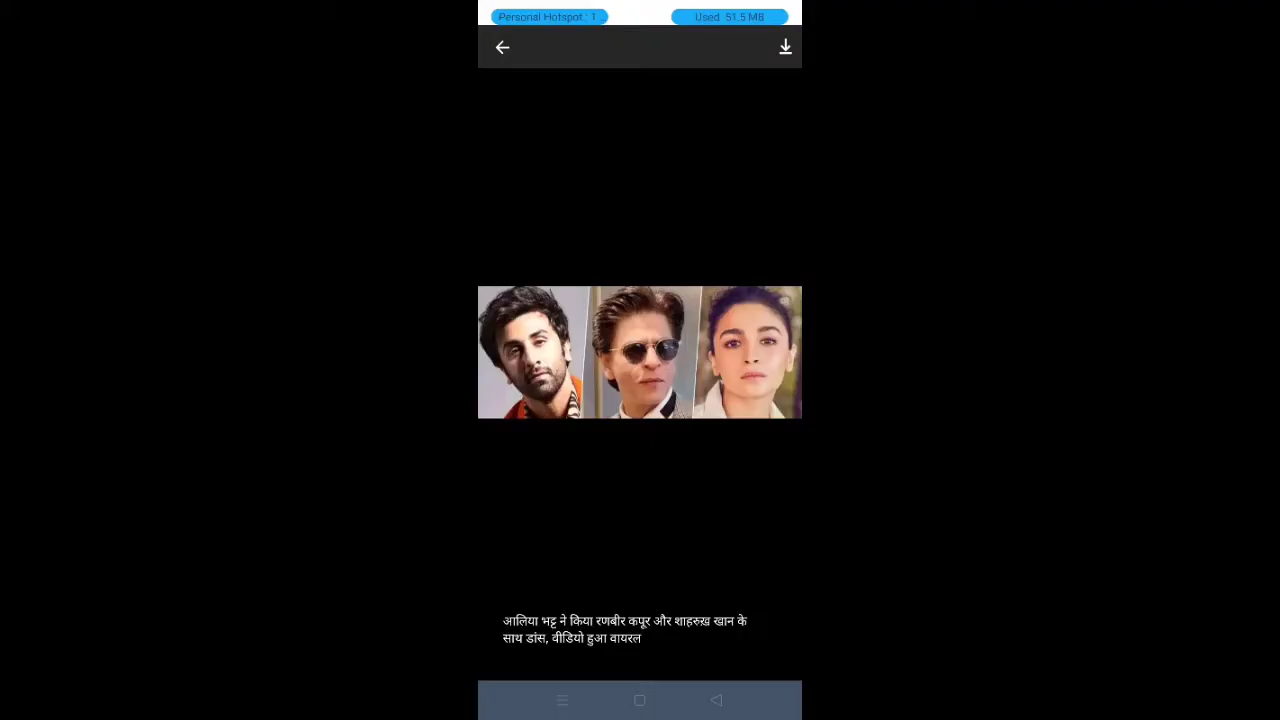 Personal Hotspot : 1
Used 51.5 MB
आलिया भट्ट ने किया रणबीर कपूर और शाहरुख़ खान के
साथ डांस, वीडियो हुआ वायरल